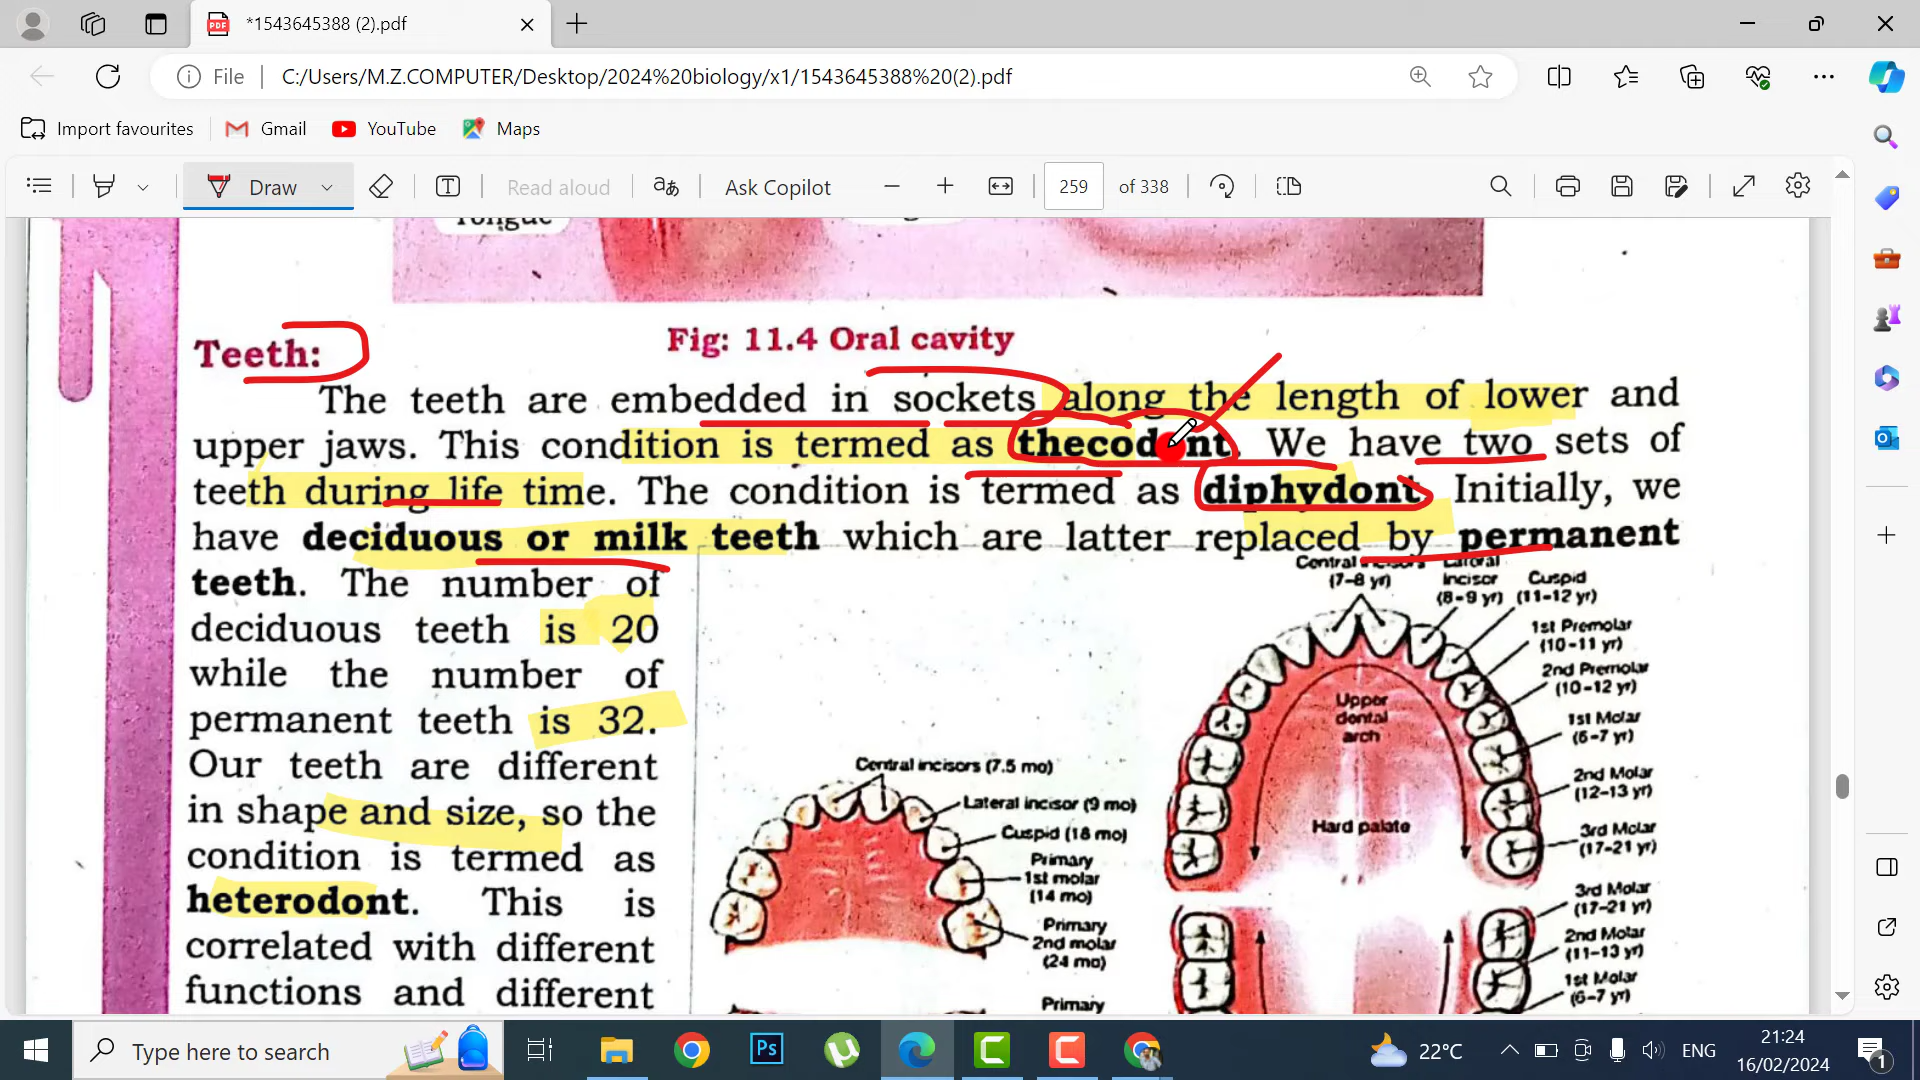 *1543645388 (2).pdf
File
C:/Users/M.Z.COMPUTER/Desktop/2024%20biology/x1/1543645388%20(2).pdf
Import favourites
Gmail
YouTube
Maps
Draw
Read aloud
Ask Copilot
259
of 338
Tongue
Fig: 11.4 Oral cavity
Teeth:
The teeth are embedded in sockets along the length of lower and
upper jaws. This condition is termed as thecodont. We have two sets of
teeth during life time. The condition is termed as diphydont. Initially, we
have deciduous or milk teeth which are latter replaced by permanent
teeth. The number of
deciduous teeth is 20
while the number of
permanent teeth is 32.
Our teeth are different
in shape and size, so the
condition is termed as
heterodont. This is
correlated with different
functions and different
Central incisors (7.5 mo)
Lateral incisor (9 mo)
Cuspid (18 mo)
Primary
1st molar
(14 mo)
Primary
2nd molar
(24 mo)
Primary
Central incisors
(7-8 yr)
Lateral
incisor
(8-9 yr)
Cuspid
(11-12 yr)
1st Premolar
(10-11 yr)
2nd Premolar
(10-12 yr)
1st Molar
(6-7 yr)
2nd Molar
(12-13 yr)
3rd Molar
(17-21 yr)
Upper
dental
arch
Hard palate
3rd Molar
(17-21 yr)
2nd Molar
(11-13 yr)
1st Molar
(6-7 yr)
Type here to search
Ps
22°C
ENG
21:24
16/02/2024
1